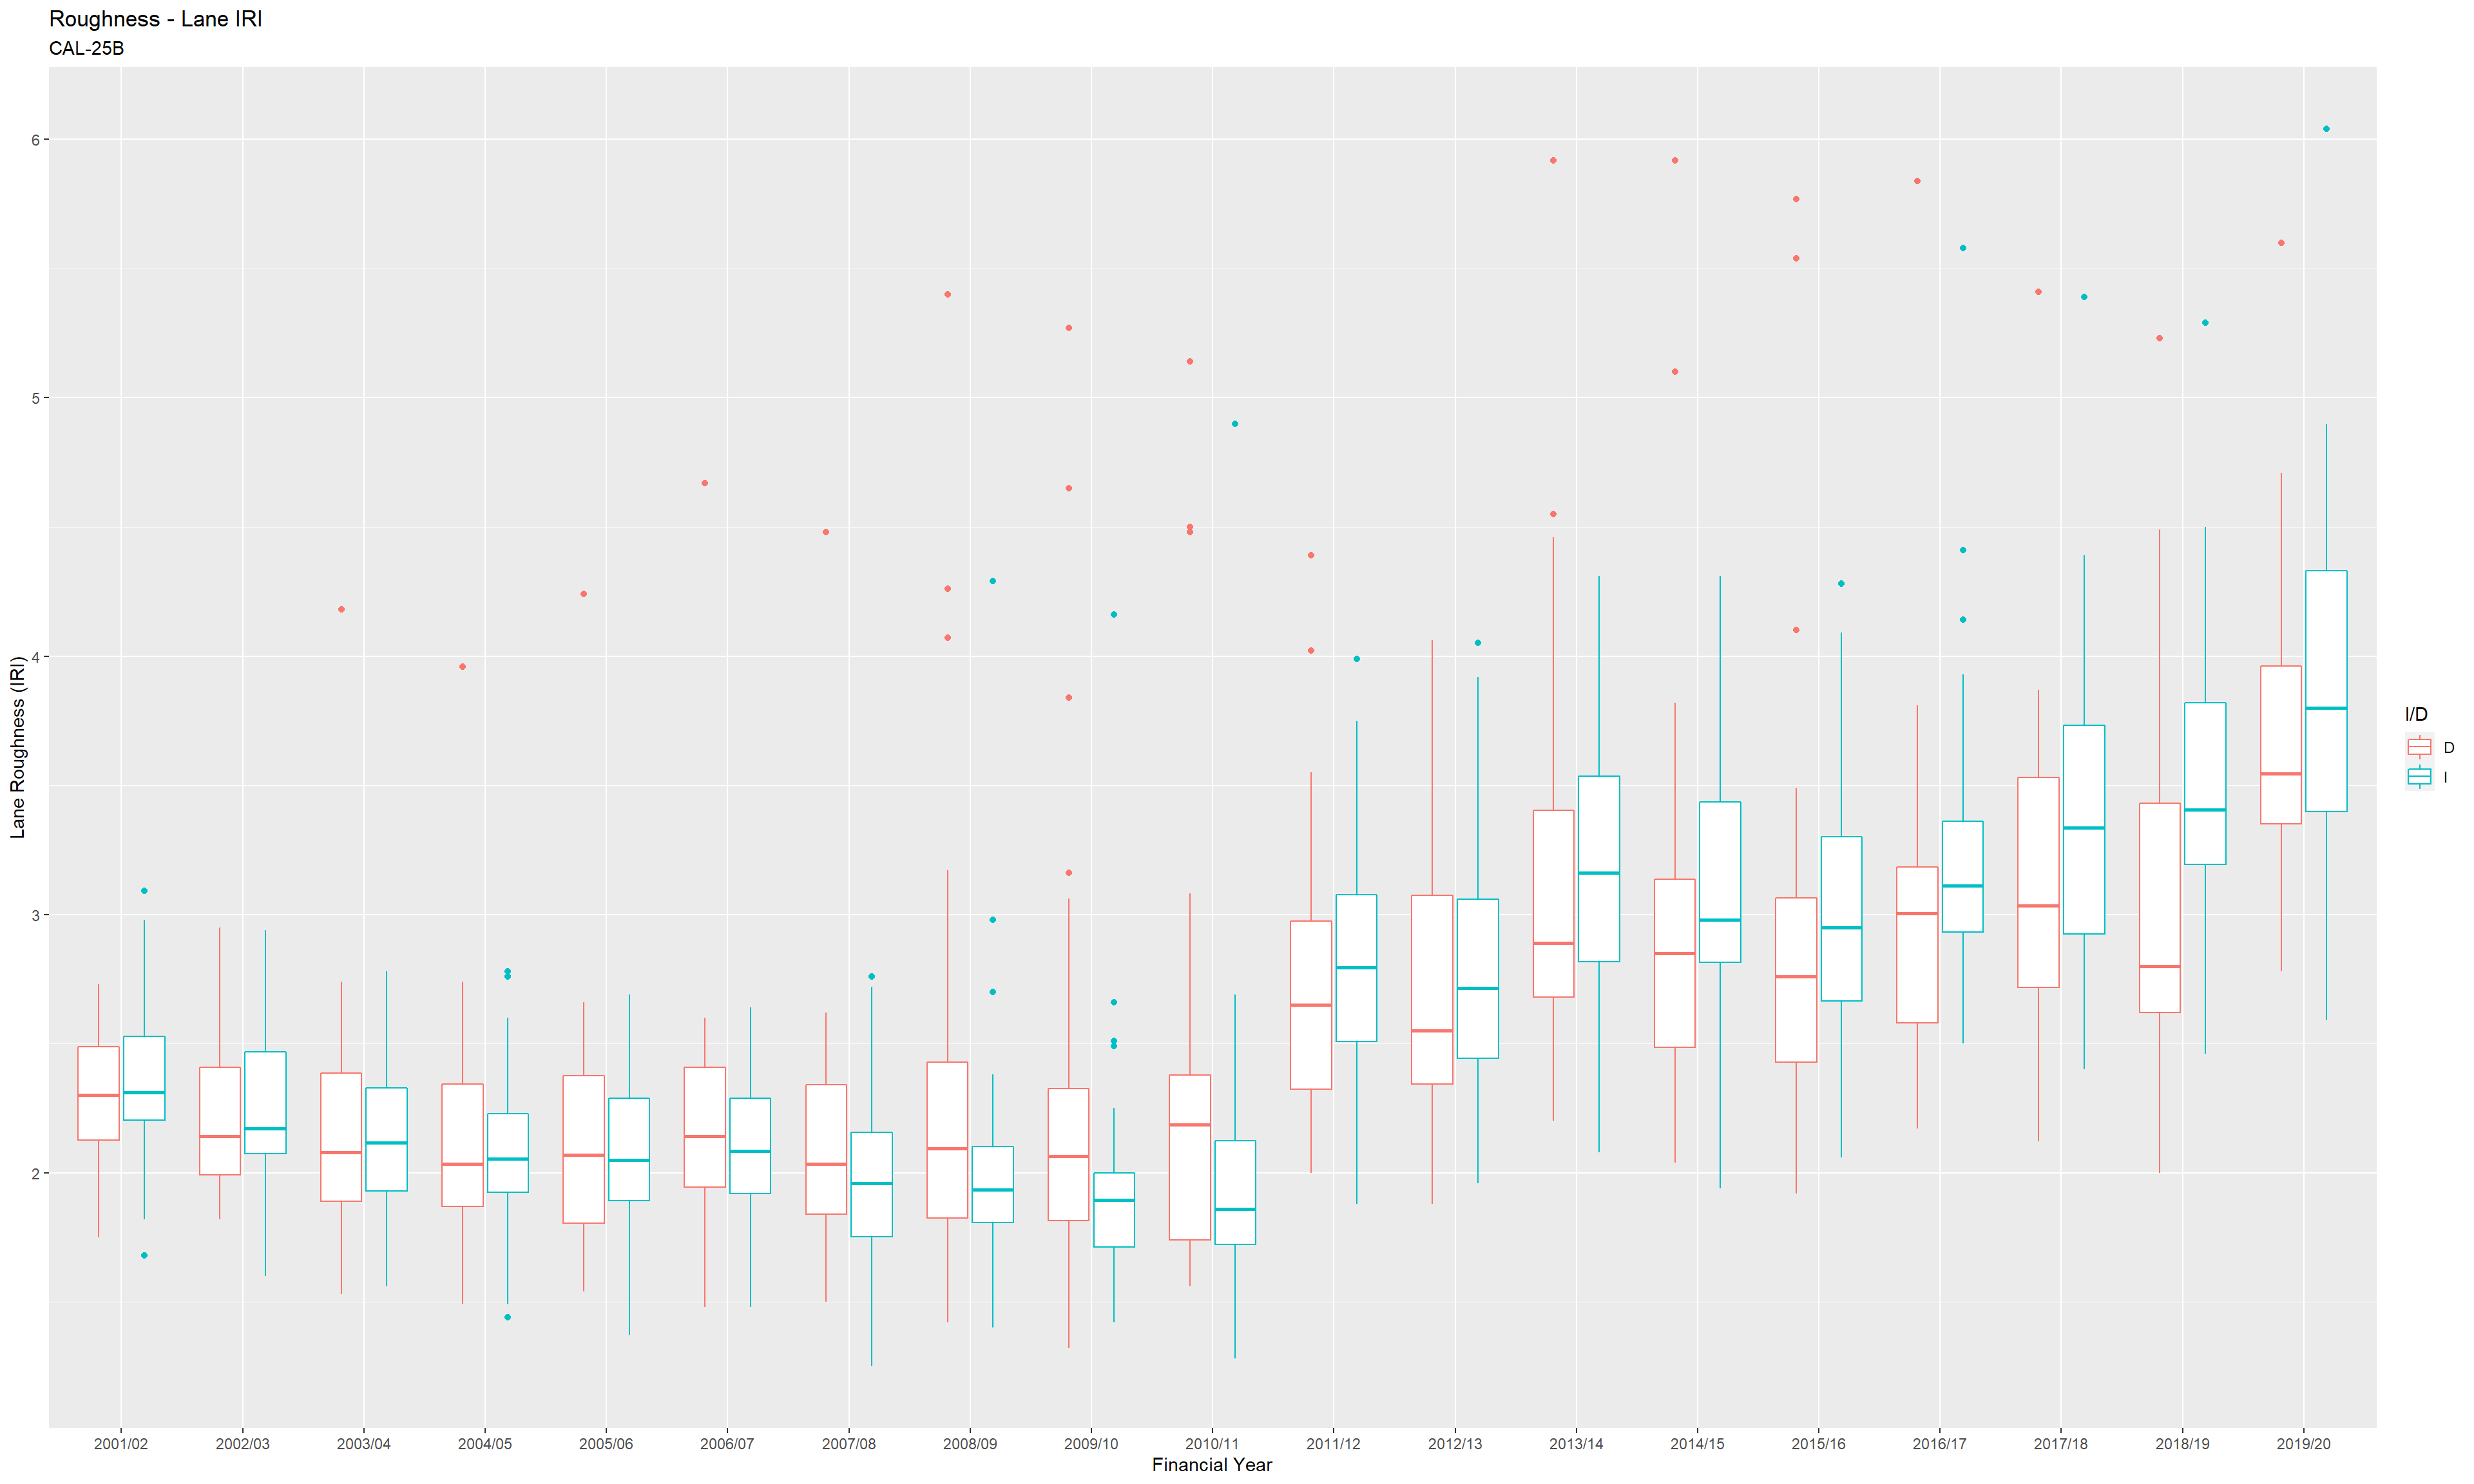 Roughness - Lane IRI
CAL-25B
Lane Roughness (IRI)
6
5
4
3
2
2001/02 2002/03 2003/04 2004/05 2005/06 2006/07 2007/08 2008/09 2009/10 2010/11 2011/12 2012/13 2013/14 2014/15 2015/16 2016/17 2017/18 2018/19 2019/20
Financial Year
I/D
D
I